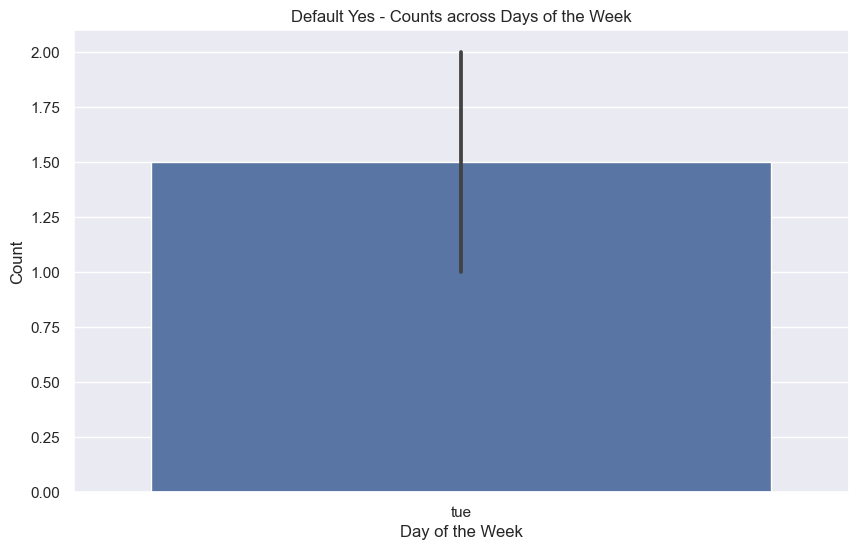 Default Yes - Counts across Days of the Week
2.00
1.75
1.50
1.25
1.00
0.75
0.50
0.25
0.00
Count
tue
Day of the Week